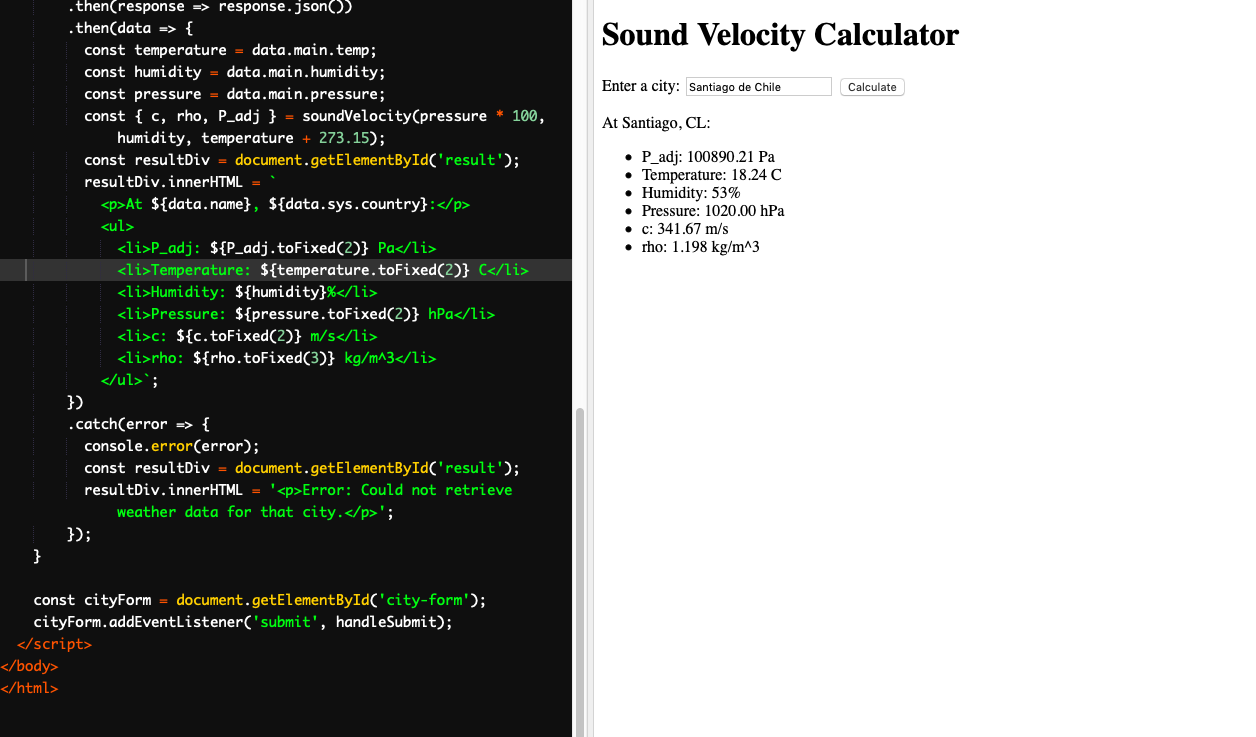 .then(response => response.json())
.then(data => {
const temperature = data.main.temp;
const humidity = data.main.humidity;
const pressure = data.main.pressure;
const { c, rho, P_adj } = soundVelocity(pressure * 100,
humidity, temperature + 273.15);
const resultDiv = document.getElementById('result');
resultDiv.innerHTML = `
<p>At ${data.name}, ${data.sys.country}:</p>
<ul>
<li>P_adj: ${P_adj.toFixed(2)} Pa</li>
<li>Temperature: ${temperature.toFixed(2)} C</li>
<li>Humidity: ${humidity}%</li>
<li>Pressure: ${pressure.toFixed(2)} hPa</li>
<li>c: ${c.toFixed(2)} m/s</li>
<li>rho: ${rho.toFixed(3)} kg/m^3</li>
</ul>`;
})
.catch(error => {
console.error(error);
const resultDiv = document.getElementById('result');
resultDiv.innerHTML = '<p>Error: Could not retrieve
weather data for that city.</p>';
});
}
const cityForm = document.getElementById('city-form');
cityForm.addEventListener('submit', handleSubmit);
</script>
</body>
</html>
Sound Velocity Calculator
Enter a city: Santiago de Chile Calculate
At Santiago, CL:
• P_adj: 100890.21 Pa
• Temperature: 18.24 C
• Humidity: 53%
• Pressure: 1020.00 hPa
• c: 341.67 m/s
• rho: 1.198 kg/m^3